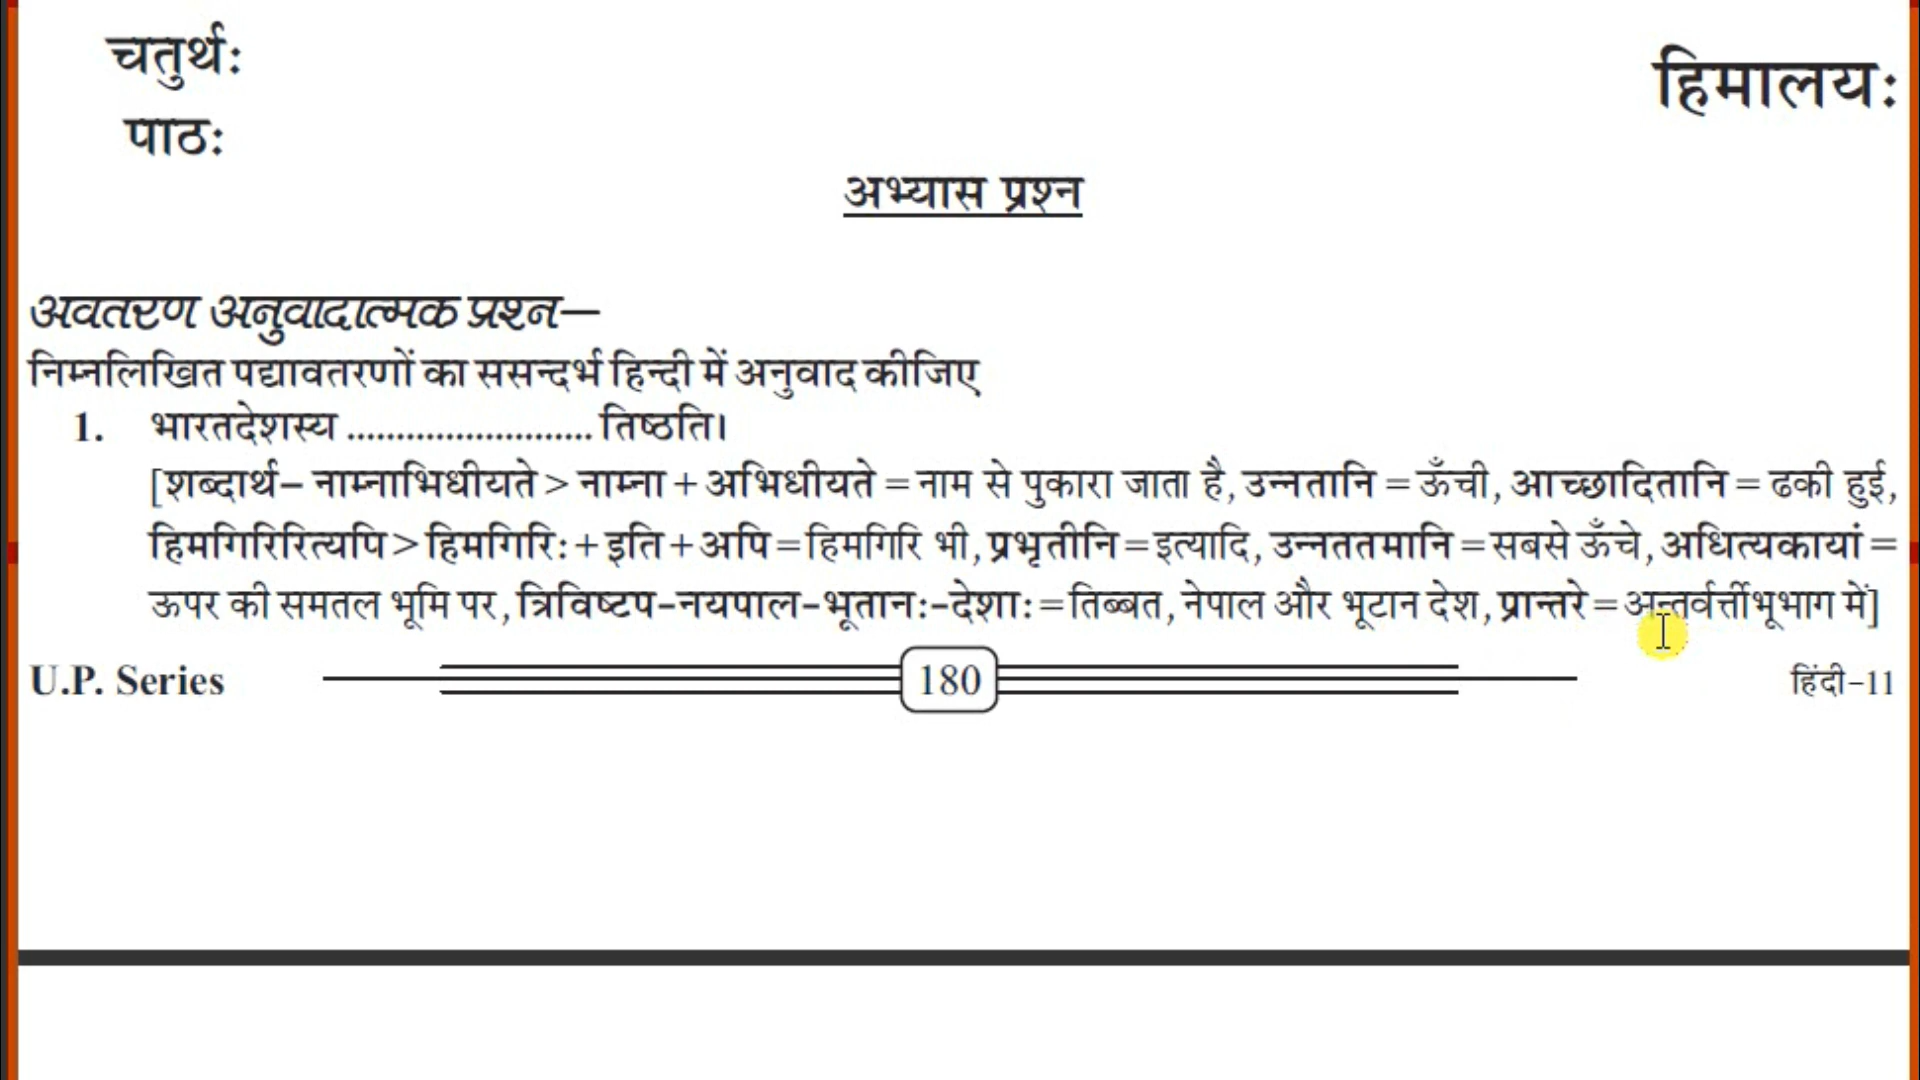 चतुर्थः
पाठः
हिमालयः
अभ्यास प्रश्न
अवतरण अनुवादात्मक प्रश्न—
निम्नलिखित पद्यावतरणों का ससन्दर्भ हिन्दी में अनुवाद कीजिए
1. भारतदेशस्य ......................... तिष्ठति।
[शब्दार्थ– नाम्नाभिधीयते > नाम्ना + अभिधीयते = नाम से पुकारा जाता है, उन्नतानि = ऊँची, आच्छादितानि = ढकी हुई,
हिमगिरिरित्यपि > हिमगिरिः + इति + अपि = हिमगिरि भी, प्रभृतीनि = इत्यादि, उन्नततमानि = सबसे ऊँचे, अधित्यकायां =
ऊपर की समतल भूमि पर, त्रिविष्टप-नयपाल-भूतानः-देशाः = तिब्बत, नेपाल और भूटान देश, प्रान्तरे = अन्तर्वर्त्तीभूभाग में]
U.P. Series 180 हिंदी-11